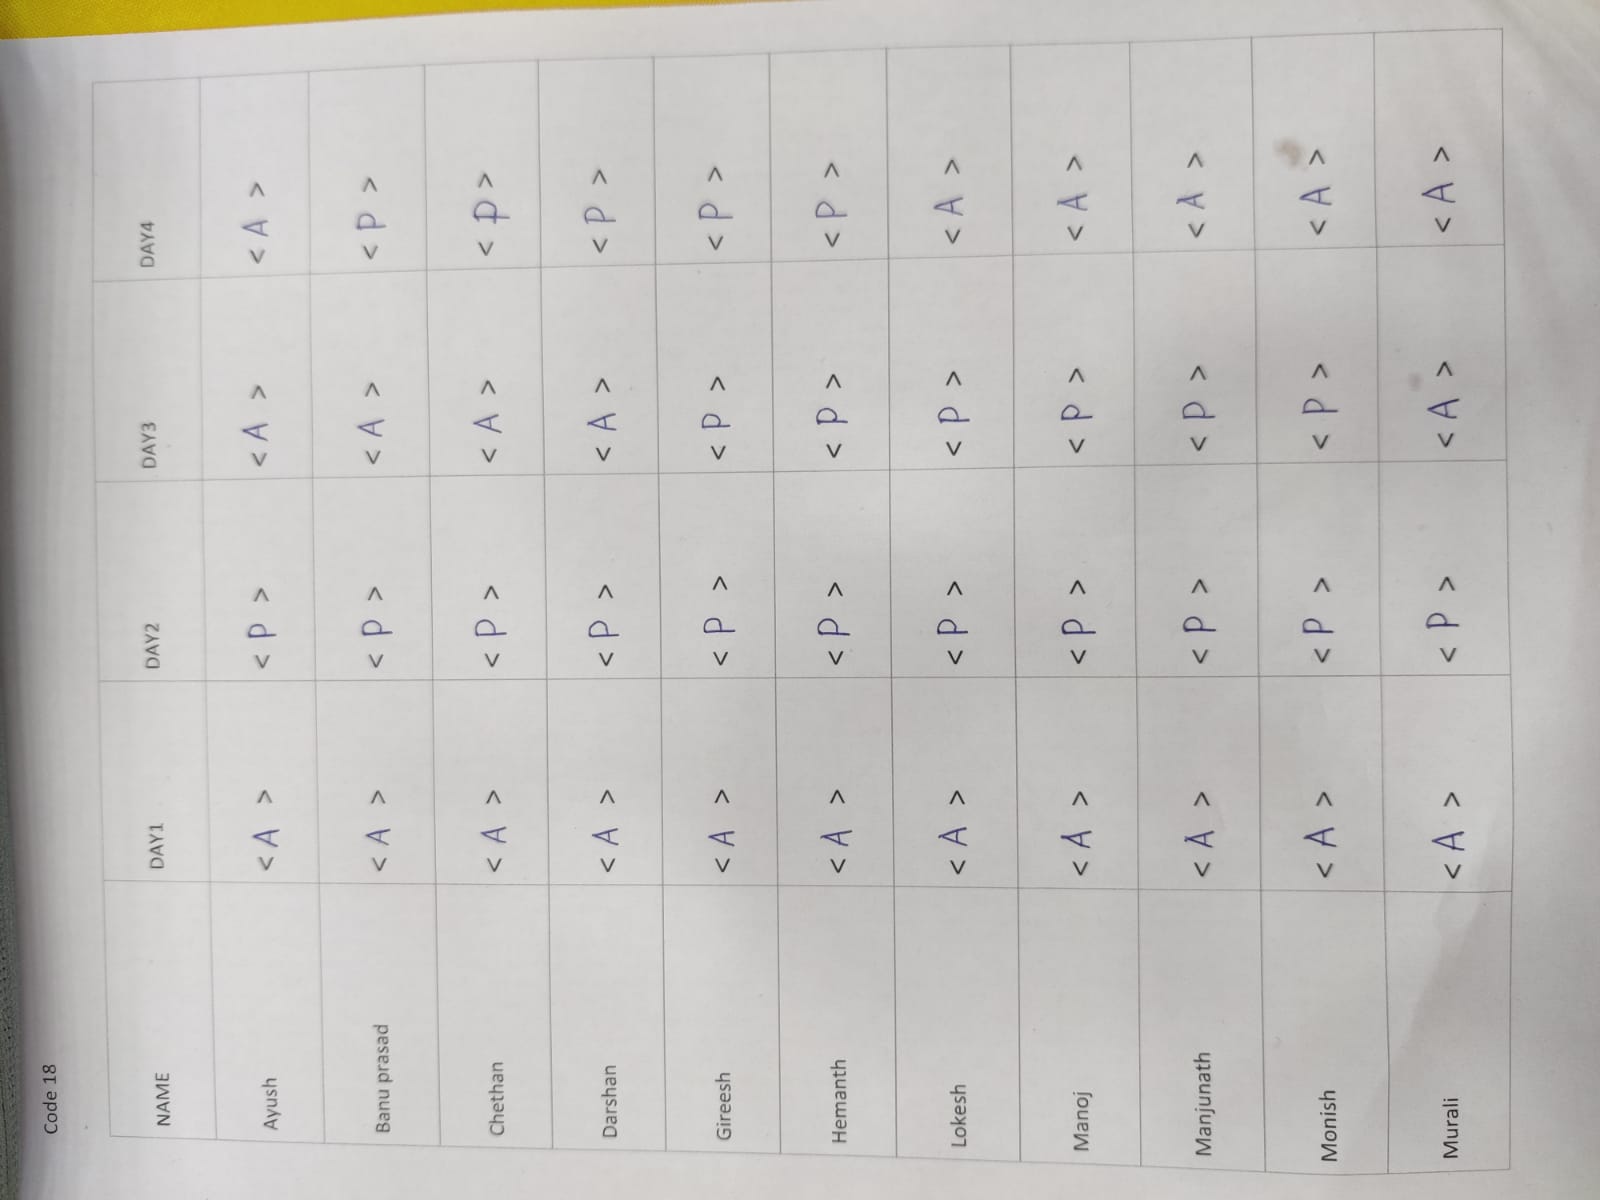 Code 18
NAME DAY1 DAY2 DAY3 DAY4
Ayush < A > < P > < A > < A >
Banu prasad < A > < P > < A > < P >
Chethan < A > < P > < A > < P >
Darshan < A > < P > < A > < P >
Gireesh < A > < P > < P > < P >
Hemanth < A > < P > < P > < P >
Lokesh < A > < P > < P > < A >
Manoj < A > < P > < P > < A >
Manjunath < A > < P > < P > < A >
Monish < A > < P > < P > < A >
Murali < A > < P > < A > < A >